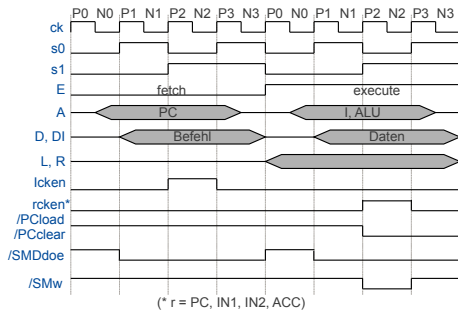 P0 N0 P1 N1 P2 N2 P3 N3 P0 N0 P1 N1 P2 N2 P3 N3
ck
s0
s1
E fetch execute
A PC I, ALU
D, DI Befehl Daten
L, R
Icken
rcken*
/PCload
/PCclear
/SMDdoe
/SMw
(* r = PC, IN1, IN2, ACC)